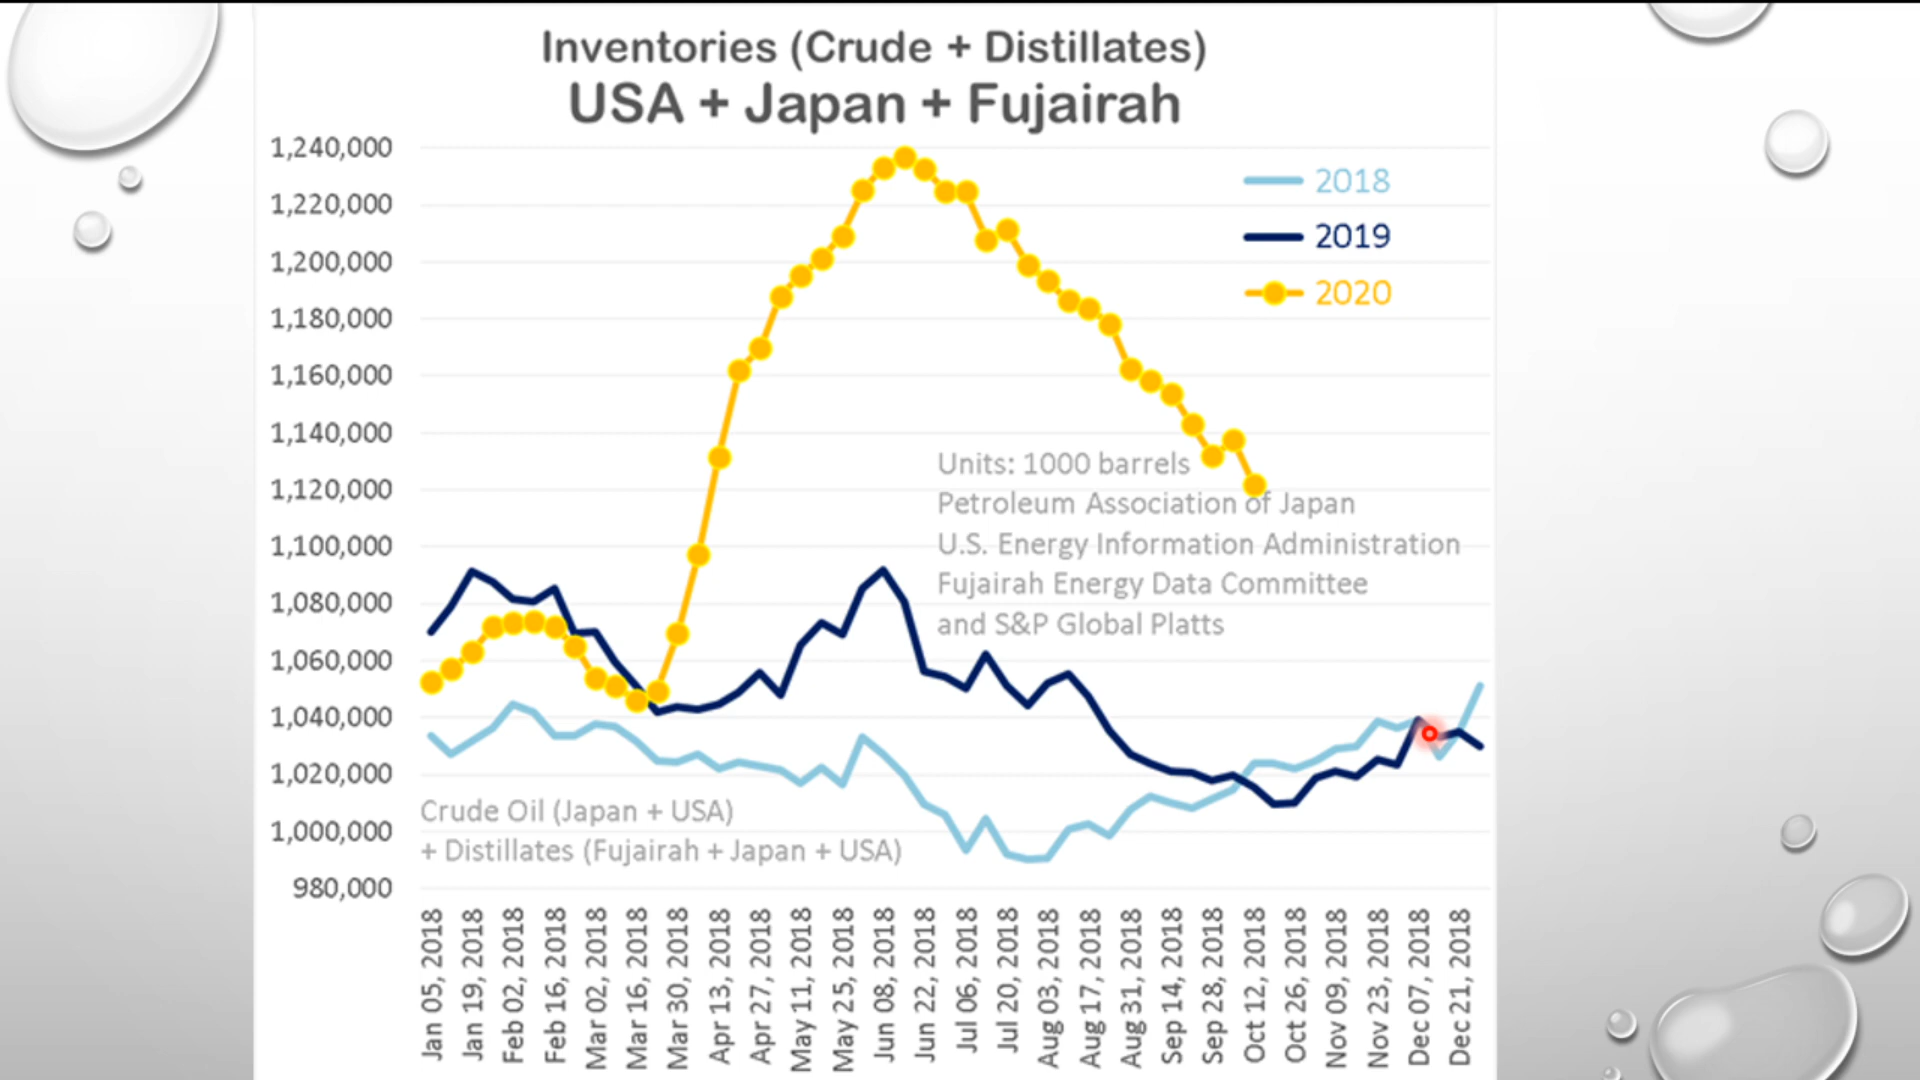 Inventories (Crude + Distillates)
USA + Japan + Fujairah
1,240,000
1,220,000
1,200,000
1,180,000
1,160,000
1,140,000
1,120,000
1,100,000
1,080,000
1,060,000
1,040,000
1,020,000
1,000,000
980,000
2018
2019
2020
Units: 1000 barrels
Petroleum Association of Japan
U.S. Energy Information Administration
Fujairah Energy Data Committee
and S&P Global Platts
Crude Oil (Japan + USA)
+ Distillates (Fujairah + Japan + USA)
Jan 05, 2018
Jan 19, 2018
Feb 02, 2018
Feb 16, 2018
Mar 02, 2018
Mar 16, 2018
Mar 30, 2018
Apr 13, 2018
Apr 27, 2018
May 11, 2018
May 25, 2018
Jun 08, 2018
Jun 22, 2018
Jul 06, 2018
Jul 20, 2018
Aug 03, 2018
Aug 17, 2018
Aug 31, 2018
Sep 14, 2018
Sep 28, 2018
Oct 12, 2018
Oct 26, 2018
Nov 09, 2018
Nov 23, 2018
Dec 07, 2018
Dec 21, 2018